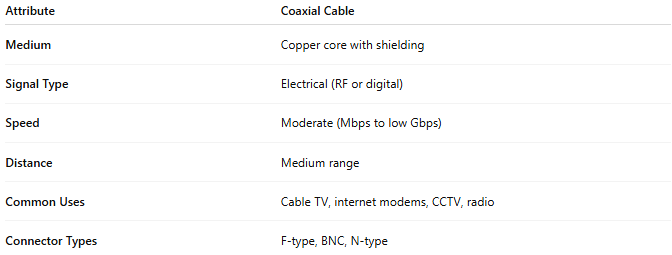 Attribute Coaxial Cable
Medium Copper core with shielding
Signal Type Electrical (RF or digital)
Speed Moderate (Mbps to low Gbps)
Distance Medium range
Common Uses Cable TV, internet modems, CCTV, radio
Connector Types F-type, BNC, N-type